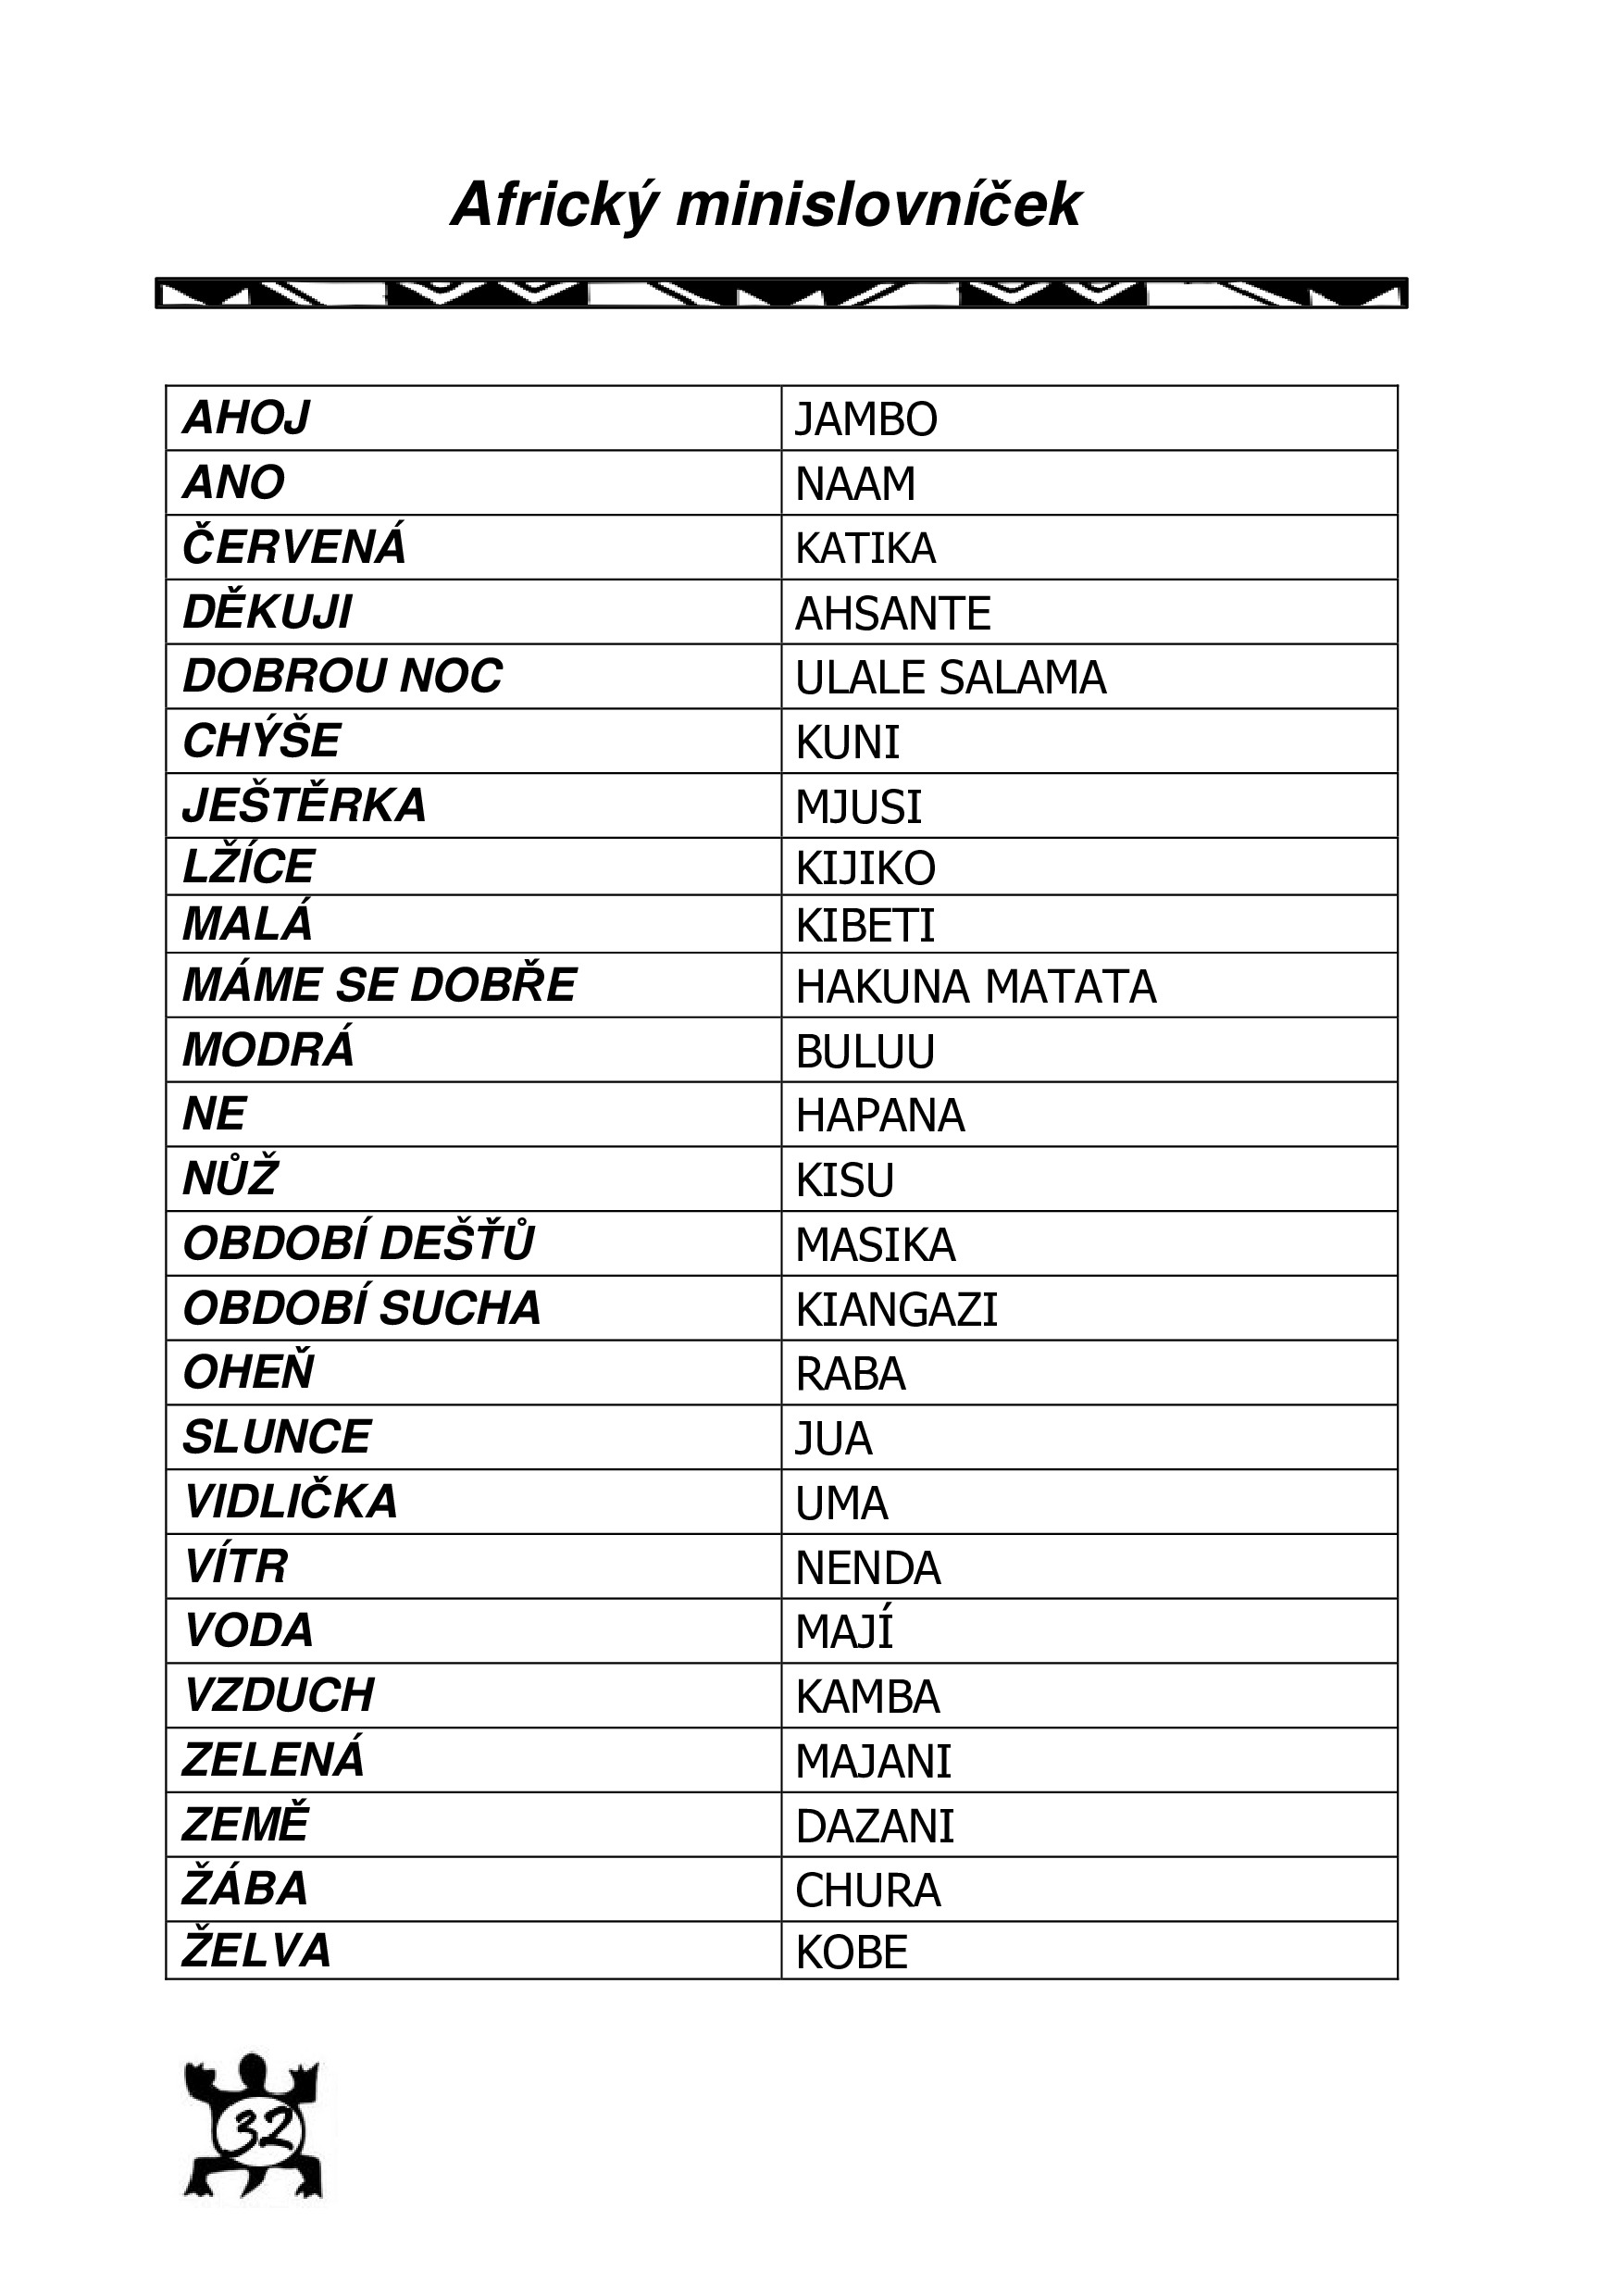 Africký minislovníček
AHOJ JAMBO
ANO NAAM
ČERVENÁ KATIKA
DĚKUJI AHSANTE
DOBROU NOC ULALE SALAMA
CHÝŠE KUNI
JEŠTĚRKA MJUSI
LŽÍCE KIJIKO
MALÁ KIBETI
MÁME SE DOBŘE HAKUNA MATATA
MODRÁ BULUU
NE HAPANA
NŮŽ KISU
OBDOBÍ DEŠŤŮ MASIKA
OBDOBÍ SUCHA KIANGAZI
OHEŇ RABA
SLUNCE JUA
VIDLIČKA UMA
VÍTR NENDA
VODA MAJÍ
VZDUCH KAMBA
ZELENÁ MAJANI
ZEMĚ DAZANI
ŽÁBA CHURA
ŽELVA KOBE
32